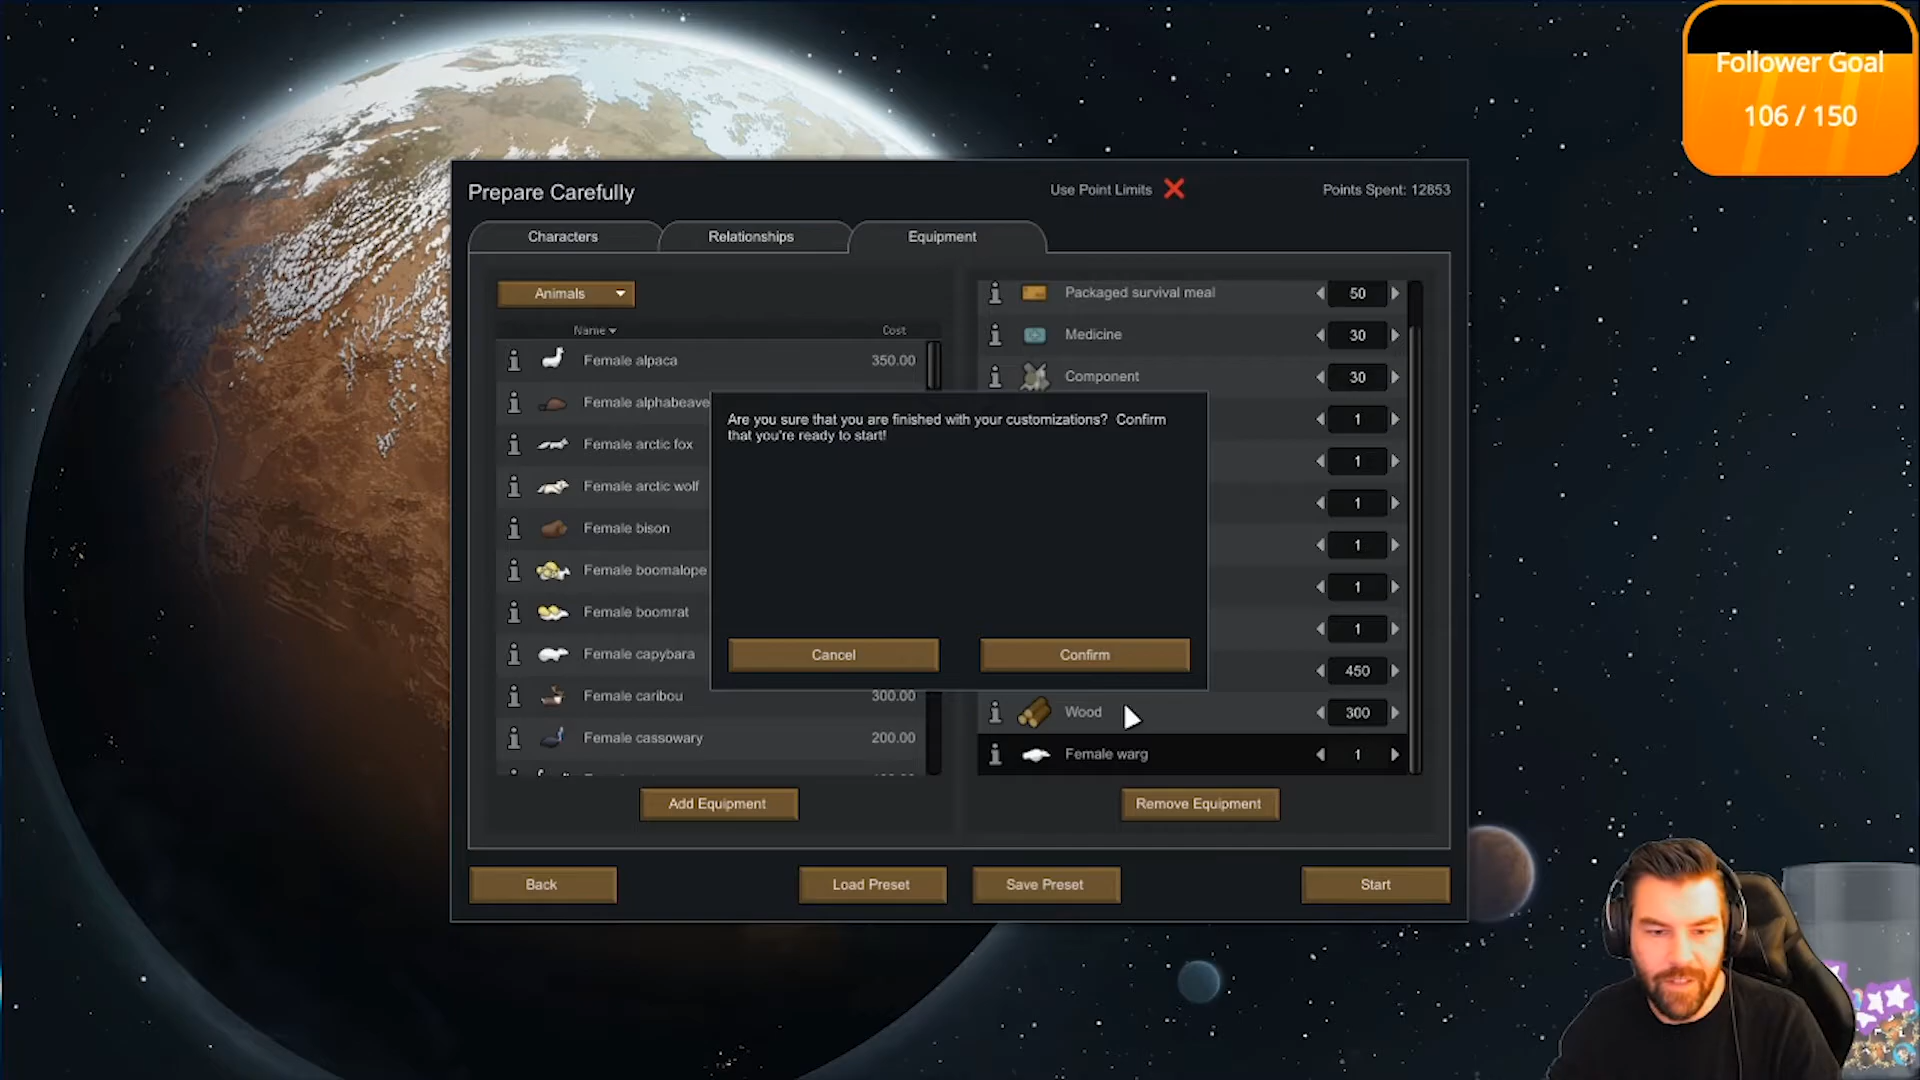 Follower Goal
106 / 150
Prepare Carefully
Use Point Limits
Points Spent: 12853
Characters
Relationships
Equipment
Animals
Name
Cost
Female alpaca
350.00
Female alphabeave
Female arctic fox
Female arctic wolf
Female bison
Female boomalope
Female boomrat
Female capybara
Female caribou
300.00
Female cassowary
200.00
Packaged survival meal
50
Medicine
30
Component
30
1
1
1
1
1
1
450
Wood
300
Female warg
1
Are you sure that you are finished with your customizations?  Confirm
that you're ready to start!
Cancel
Confirm
Add Equipment
Remove Equipment
Back
Load Preset
Save Preset
Start